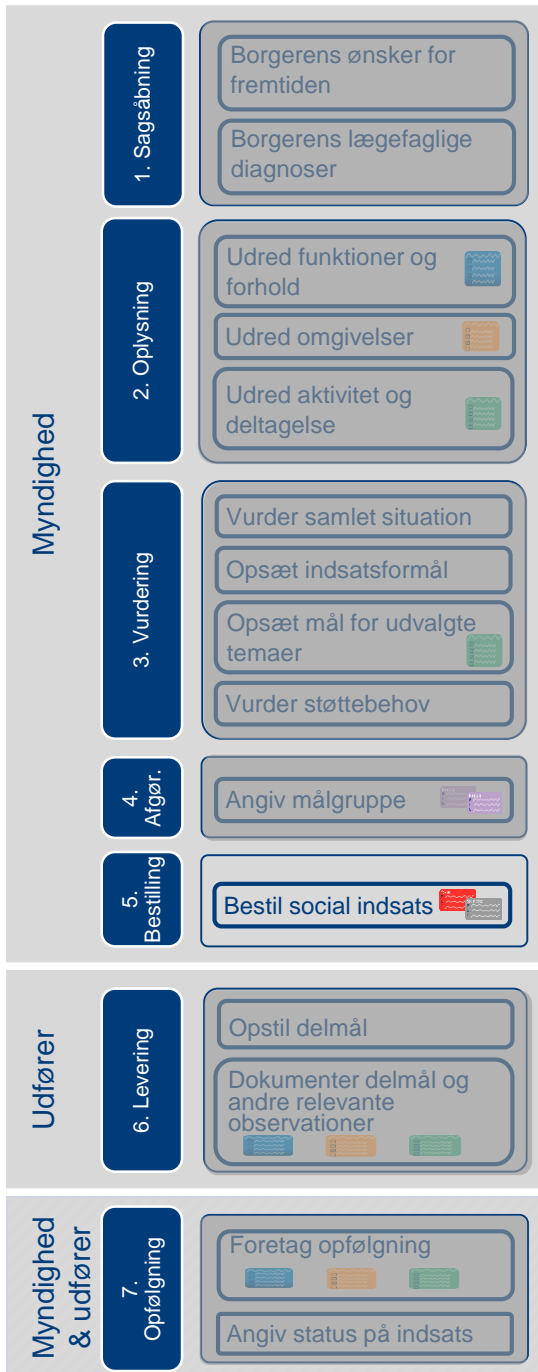 Myndighed
1. Sagsåbning
Borgerens ønsker for
fremtiden
Borgerens lægefaglige
diagnoser
2. Oplysning
Udred funktioner og
forhold
Udred omgivelser
Udred aktivitet og
deltagelse
3. Vurdering
Vurder samlet situation
Opsæt indsatsformål
Opsæt mål for udvalgte
temaer
Vurder støttebehov
4.
Afgør.
Angiv målgruppe
5.
Bestilling
Bestil social indsats
Udfører
6. Levering
Opstil delmål
Dokumenter delmål og
andre relevante
observationer
Myndighed
& udfører
7.
Opfølgning
Foretag opfølgning
Angiv status på indsats